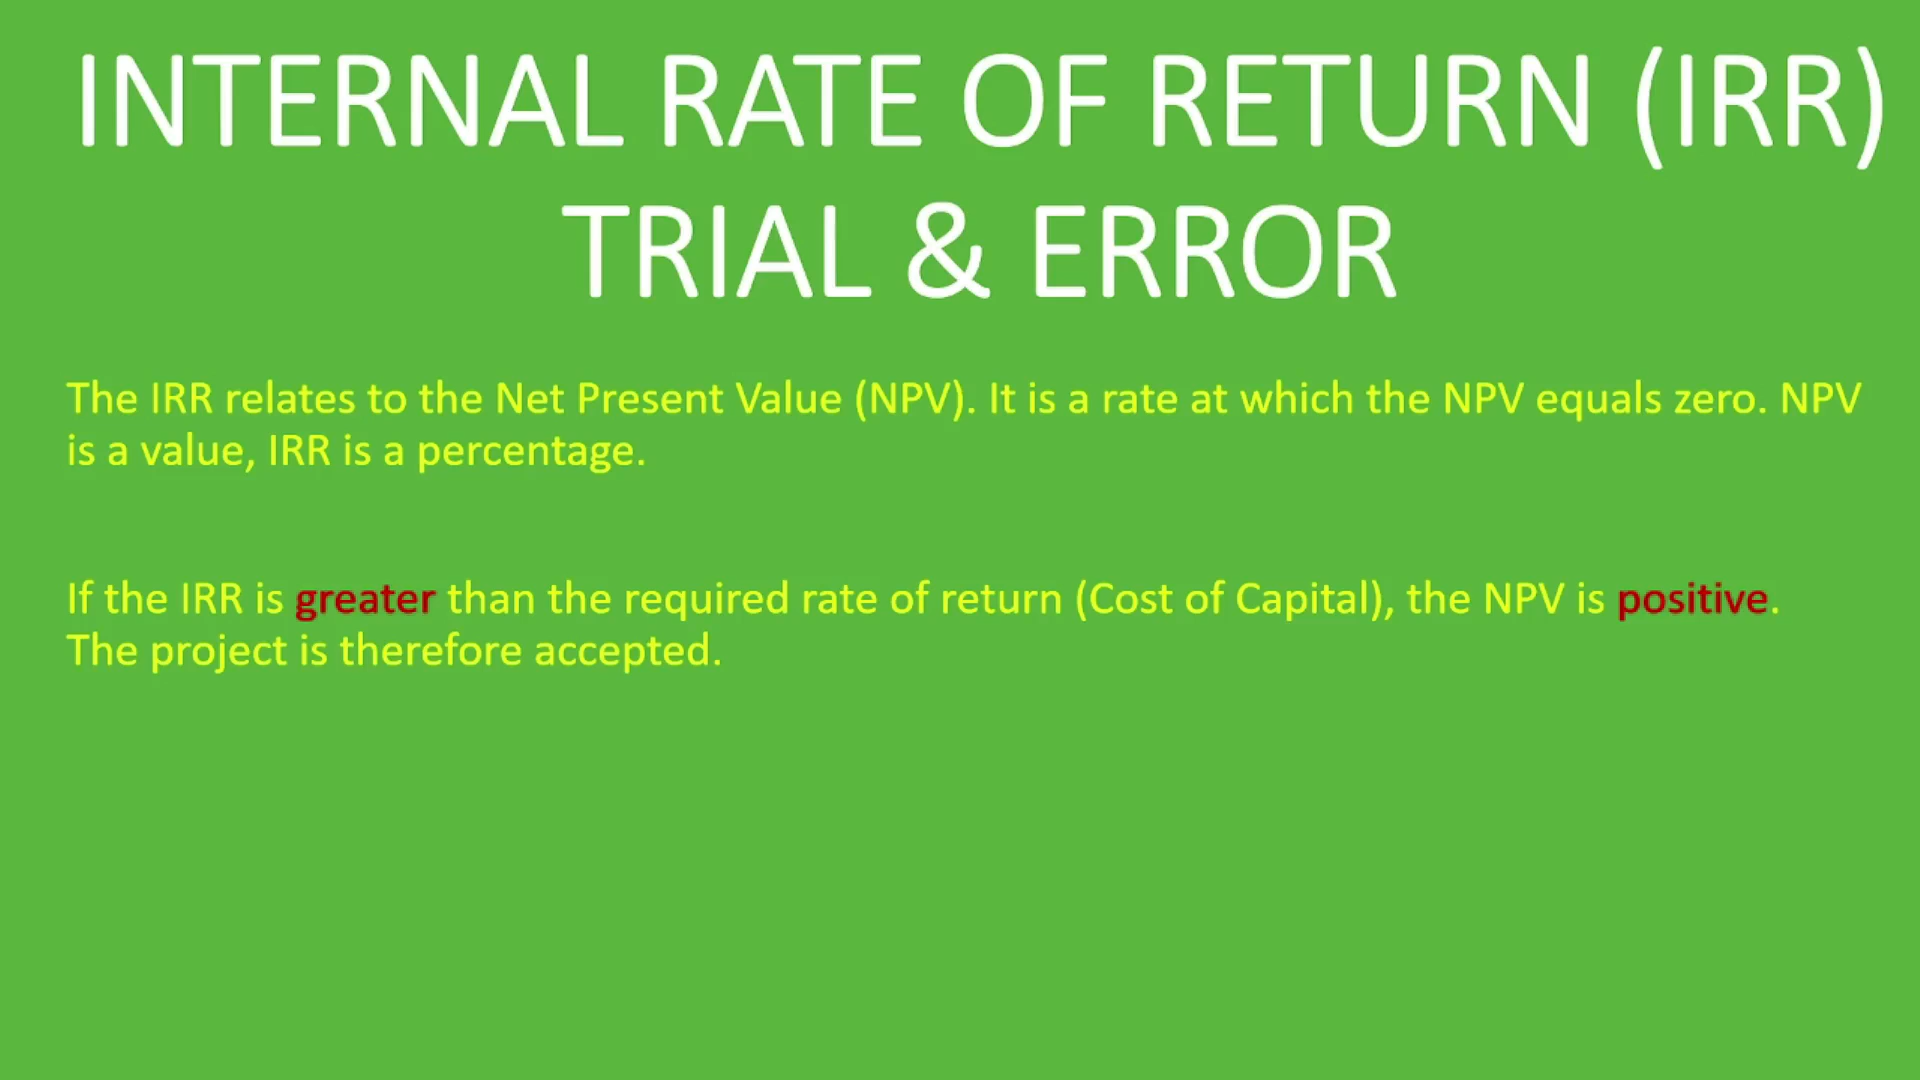 INTERNAL RATE OF RETURN (IRR)
TRIAL & ERROR
The IRR relates to the Net Present Value (NPV). It is a rate at which the NPV equals zero. NPV
is a value, IRR is a percentage.
If the IRR is greater than the required rate of return (Cost of Capital), the NPV is positive.
The project is therefore accepted.